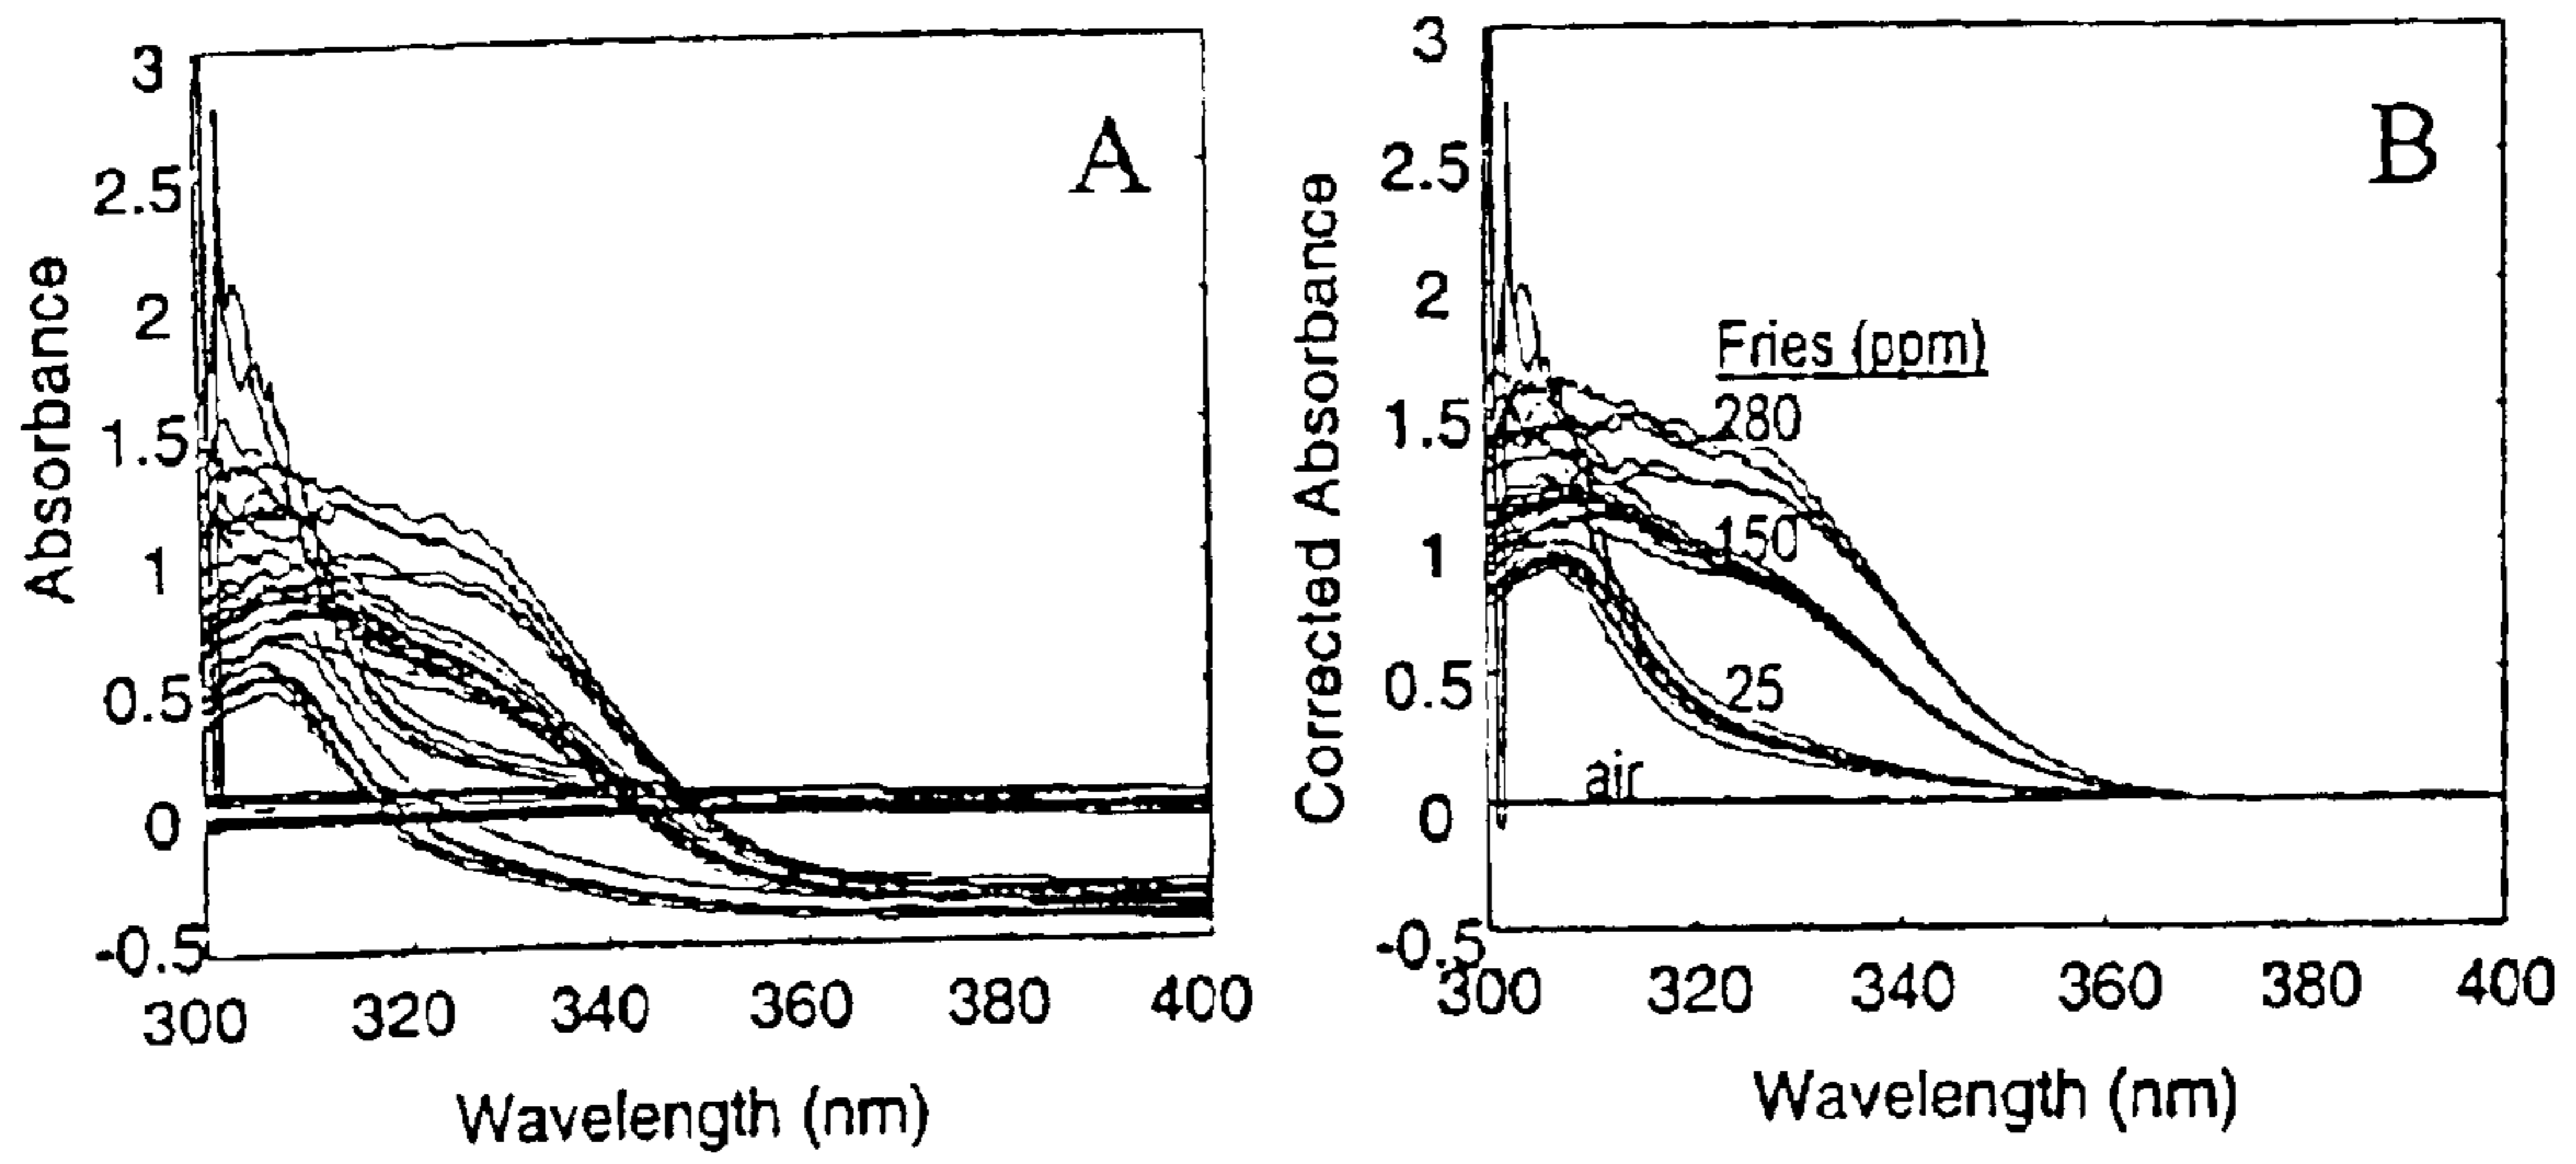 A
Absorbance
3
2.5
2
1.5
1
0.5
0
-0.5
300 320 340 360 380 400
Wavelength (nm)
B
Corrected Absorbance
3
2.5
2
1.5
1
0.5
0
-0.5
Fries (ppm)
280
150
25
air
300 320 340 360 380 400
Wavelength (nm)